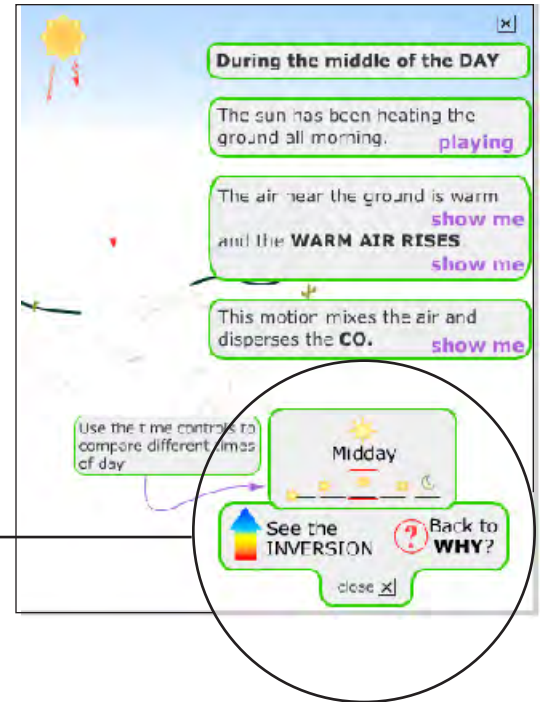 During the middle of the DAY
The sun has been heating the
ground all morning.
playing
The air near the ground is warm
show me
and the WARM AIR RISES
show me
This motion mixes the air and
disperses the CO.
show me
Use the time controls to
compare different times
of day
Midday
See the
INVERSION
?
Back to
WHY?
close x